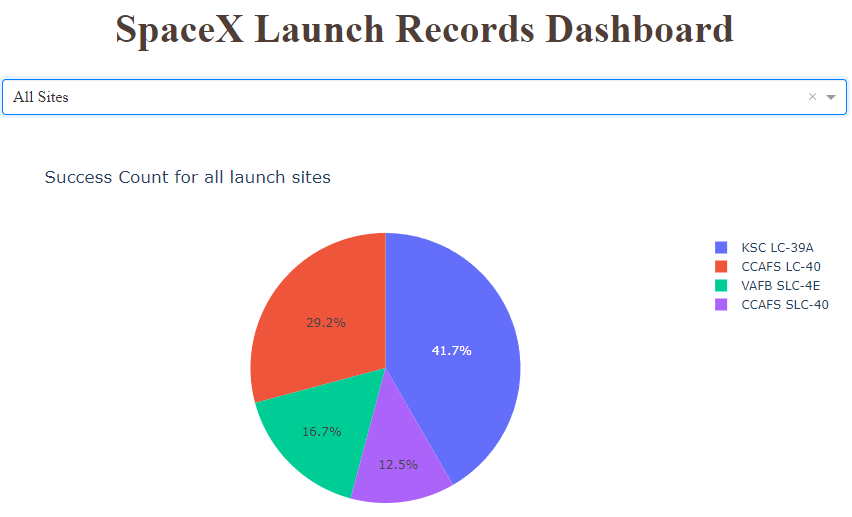 SpaceX Launch Records Dashboard
All Sites ×
Success Count for all launch sites
KSC LC-39A
CCAFS LC-40
VAFB SLC-4E
CCAFS SLC-40
29.2%
41.7%
16.7%
12.5%